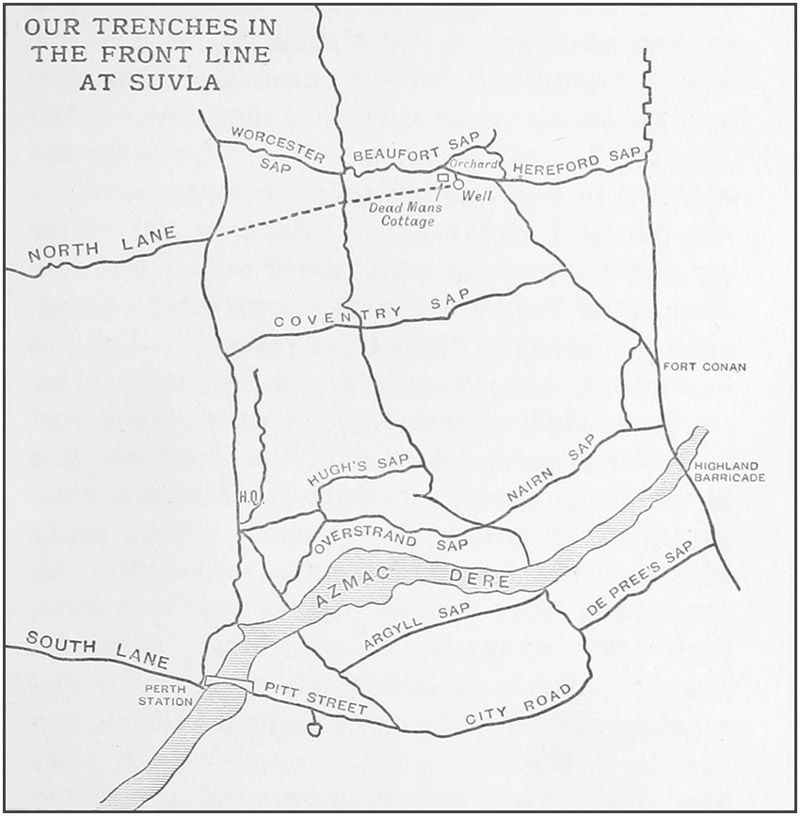 OUR TRENCHES IN
THE FRONT LINE
AT SUVLA
WORCESTER
SAP
BEAUFORT SAP
Orchard
HEREFORD SAP
Well
Dead Mans
Cottage
NORTH LANE
COVENTRY SAP
FORT CONAN
HUGH'S SAP
NAIRN SAP
HIGHLAND
BARRICADE
H.Q.
OVERSTRAND SAP
AZMAC DERE
DE PREE'S SAP
ARGYLL SAP
SOUTH LANE
PERTH
STATION
PITT STREET
CITY ROAD